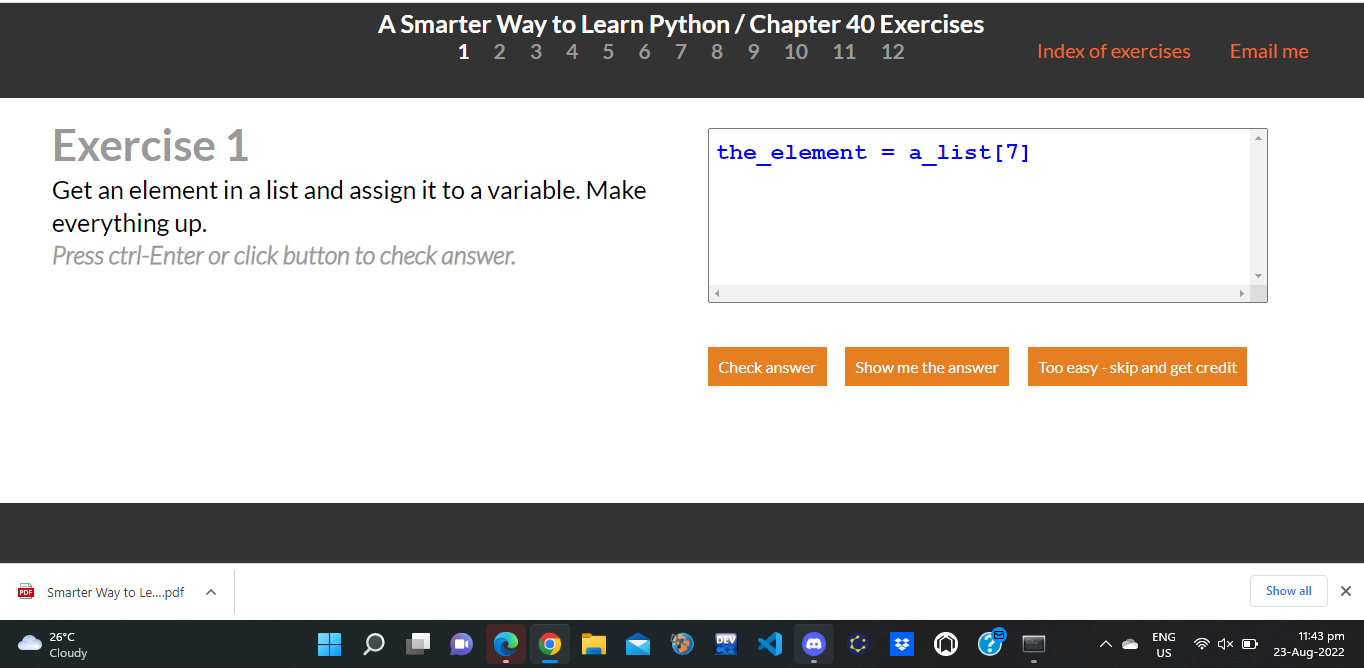 A Smarter Way to Learn Python / Chapter 40 Exercises
1 2 3 4 5 6 7 8 9 10 11 12
Index of exercises Email me
Exercise 1
Get an element in a list and assign it to a variable. Make
everything up.
Press ctrl-Enter or click button to check answer.
the_element = a_list[7]
Check answer Show me the answer Too easy - skip and get credit
PDF Smarter Way to Le....pdf Show all
26°C
Cloudy
DEV
ENG
US
11:43 pm
23-Aug-2022